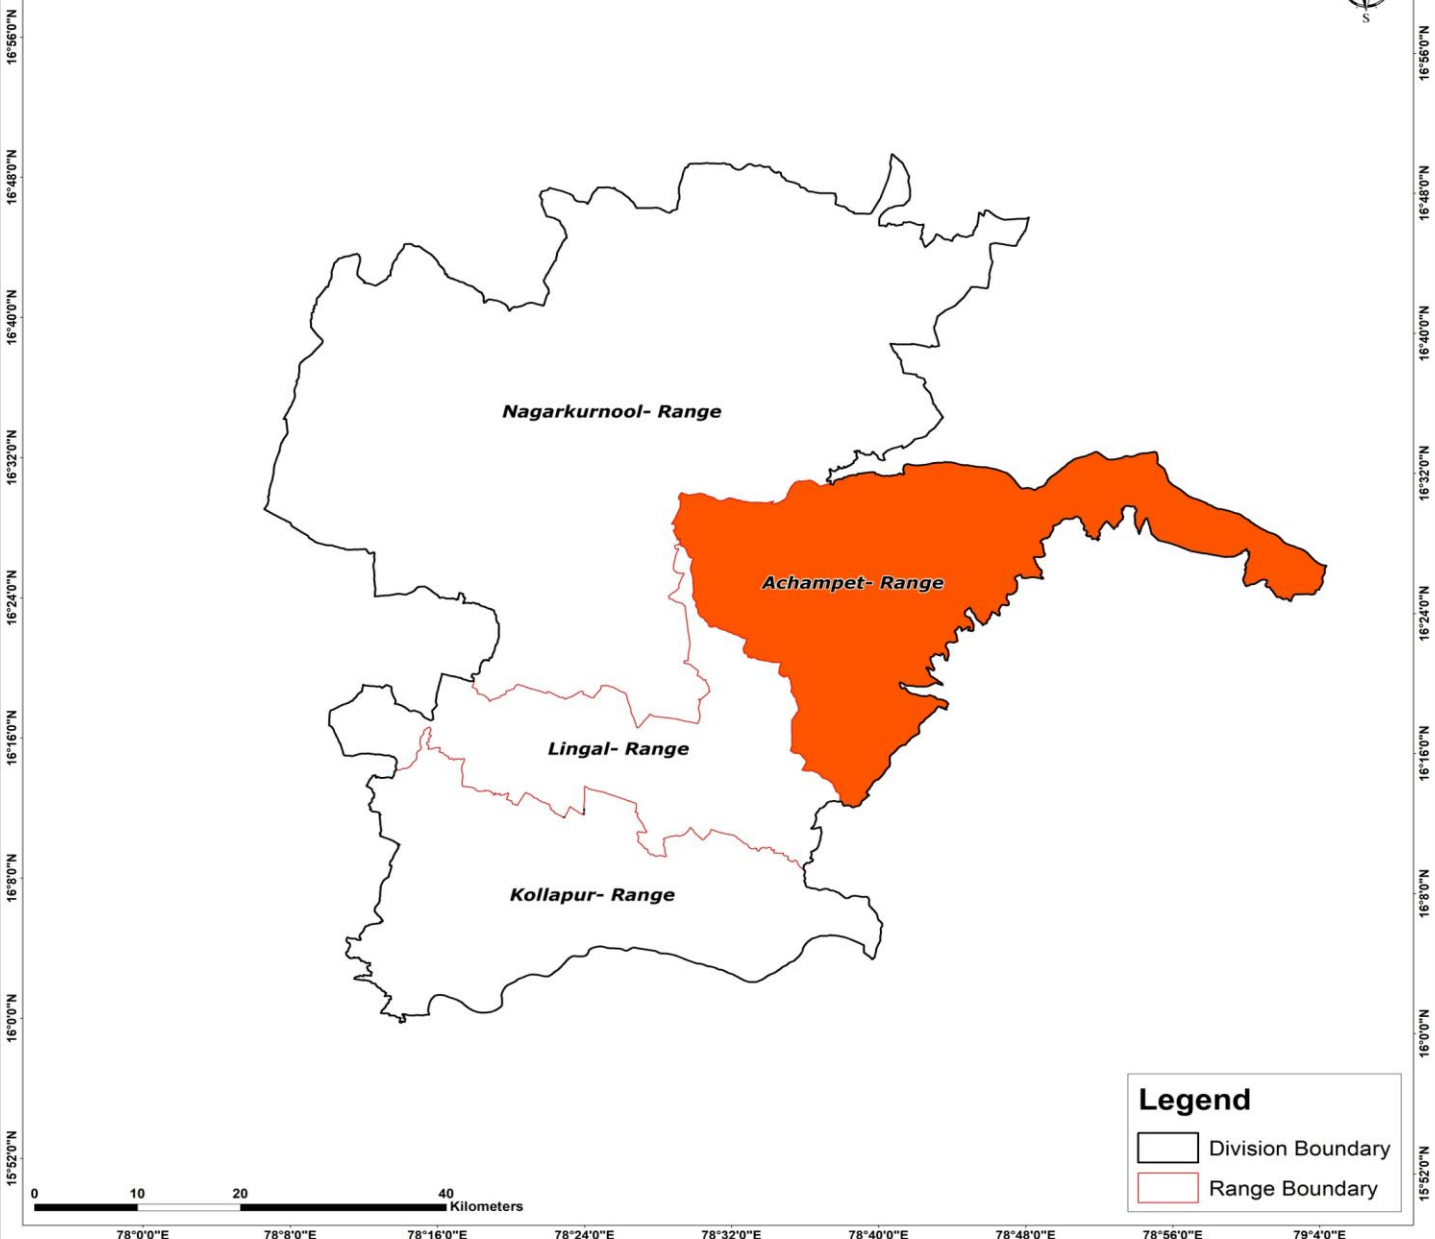 S
16°56'0"N
16°48'0"N
16°40'0"N
16°32'0"N
16°24'0"N
16°16'0"N
16°8'0"N
16°0'0"N
15°52'0"N
16°56'0"N
16°48'0"N
16°40'0"N
16°32'0"N
16°24'0"N
16°16'0"N
16°8'0"N
16°0'0"N
15°52'0"N
Nagarkurnool- Range
Achampet- Range
Lingal- Range
Kollapur- Range
Legend
Division Boundary
Range Boundary
0 10 20 40
Kilometers
78°0'0"E 78°8'0"E 78°16'0"E 78°24'0"E 78°32'0"E 78°40'0"E 78°48'0"E 78°56'0"E 79°4'0"E